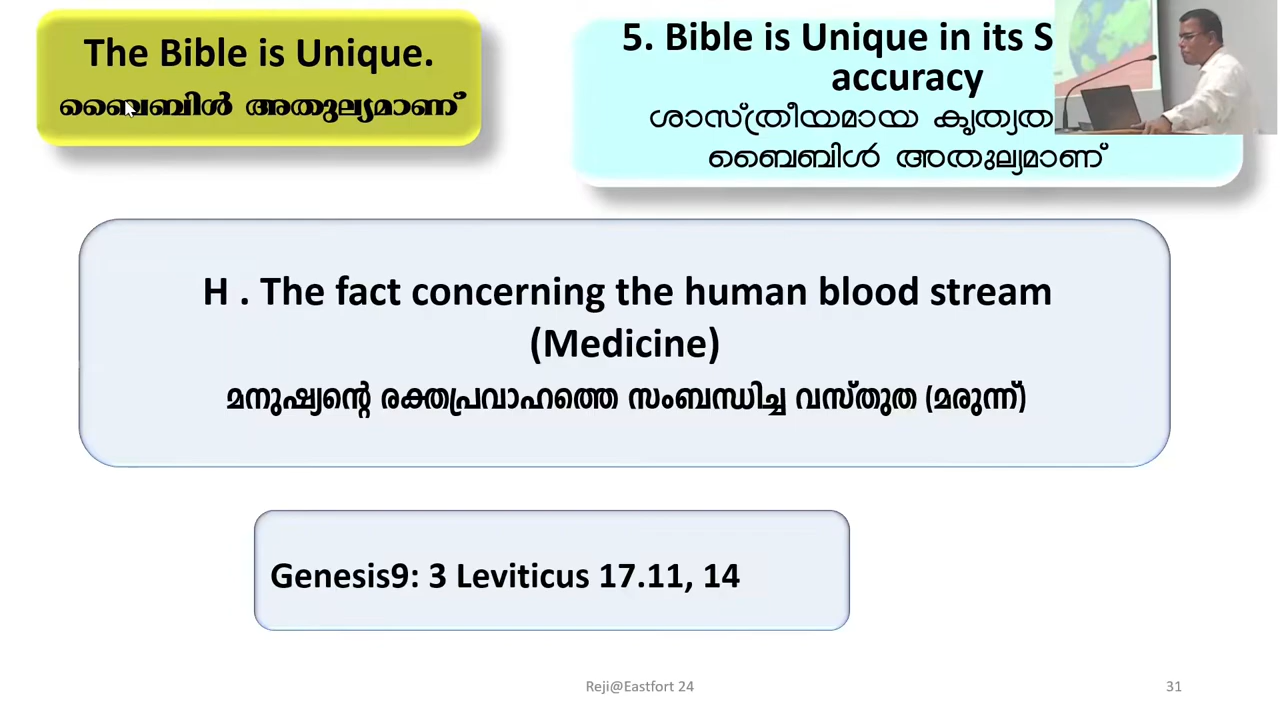 The Bible is Unique.
ബൈബിൾ അതുല്യമാണ്
5. Bible is Unique in its
accuracy
ശാസ്ത്രീയമായ
ബൈബിൾ അതുല്യമാണ്
H . The fact concerning the human blood stream
(Medicine)
മനുഷ്യന്റെ രക്തപ്രവാഹത്തെ സംബന്ധിച്ച വസ്തുത (മരുന്ന്)
Genesis9: 3 Leviticus 17.11, 14
Reji@Eastfort 24
31